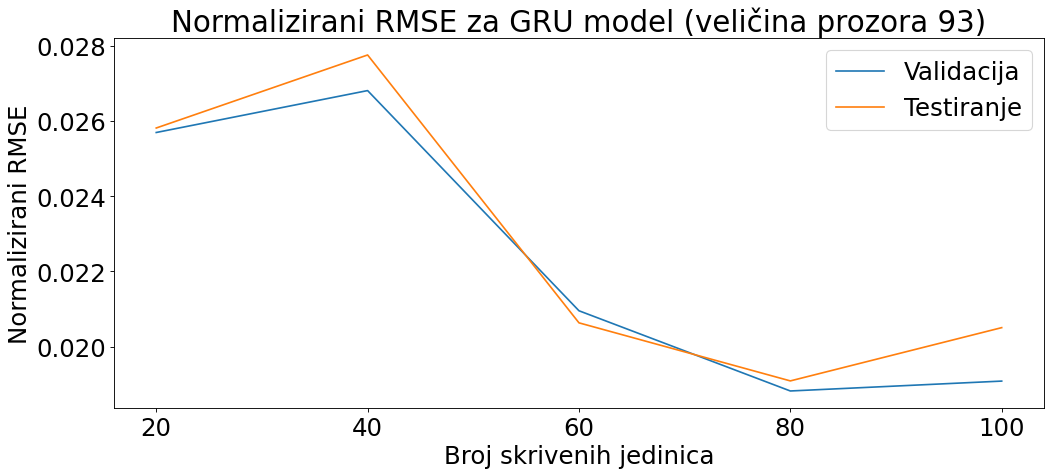 Normalizirani RMSE za GRU model (veličina prozora 93)
Validacija
Testiranje
Normalizirani RMSE
0.028
0.026
0.024
0.022
0.020
20 40 60 80 100
Broj skrivenih jedinica